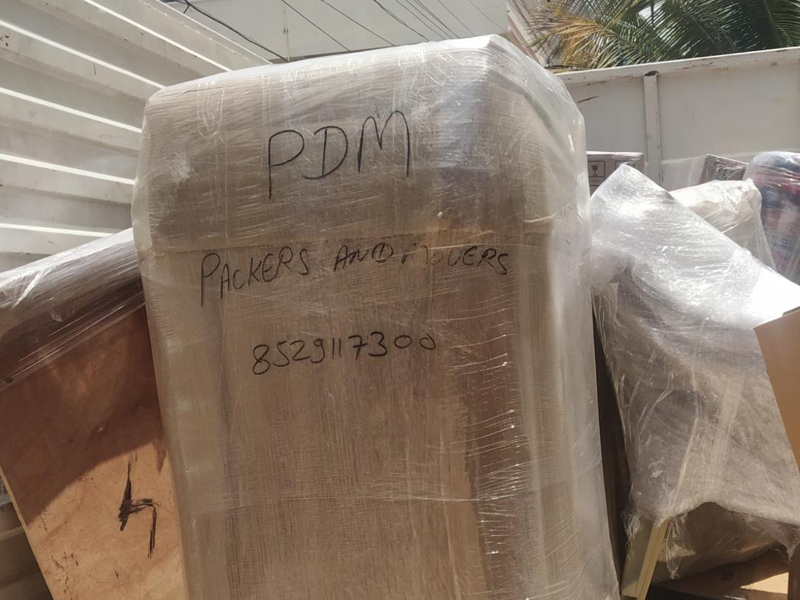 PDM
PACKERS AND MOVERS
8529117300